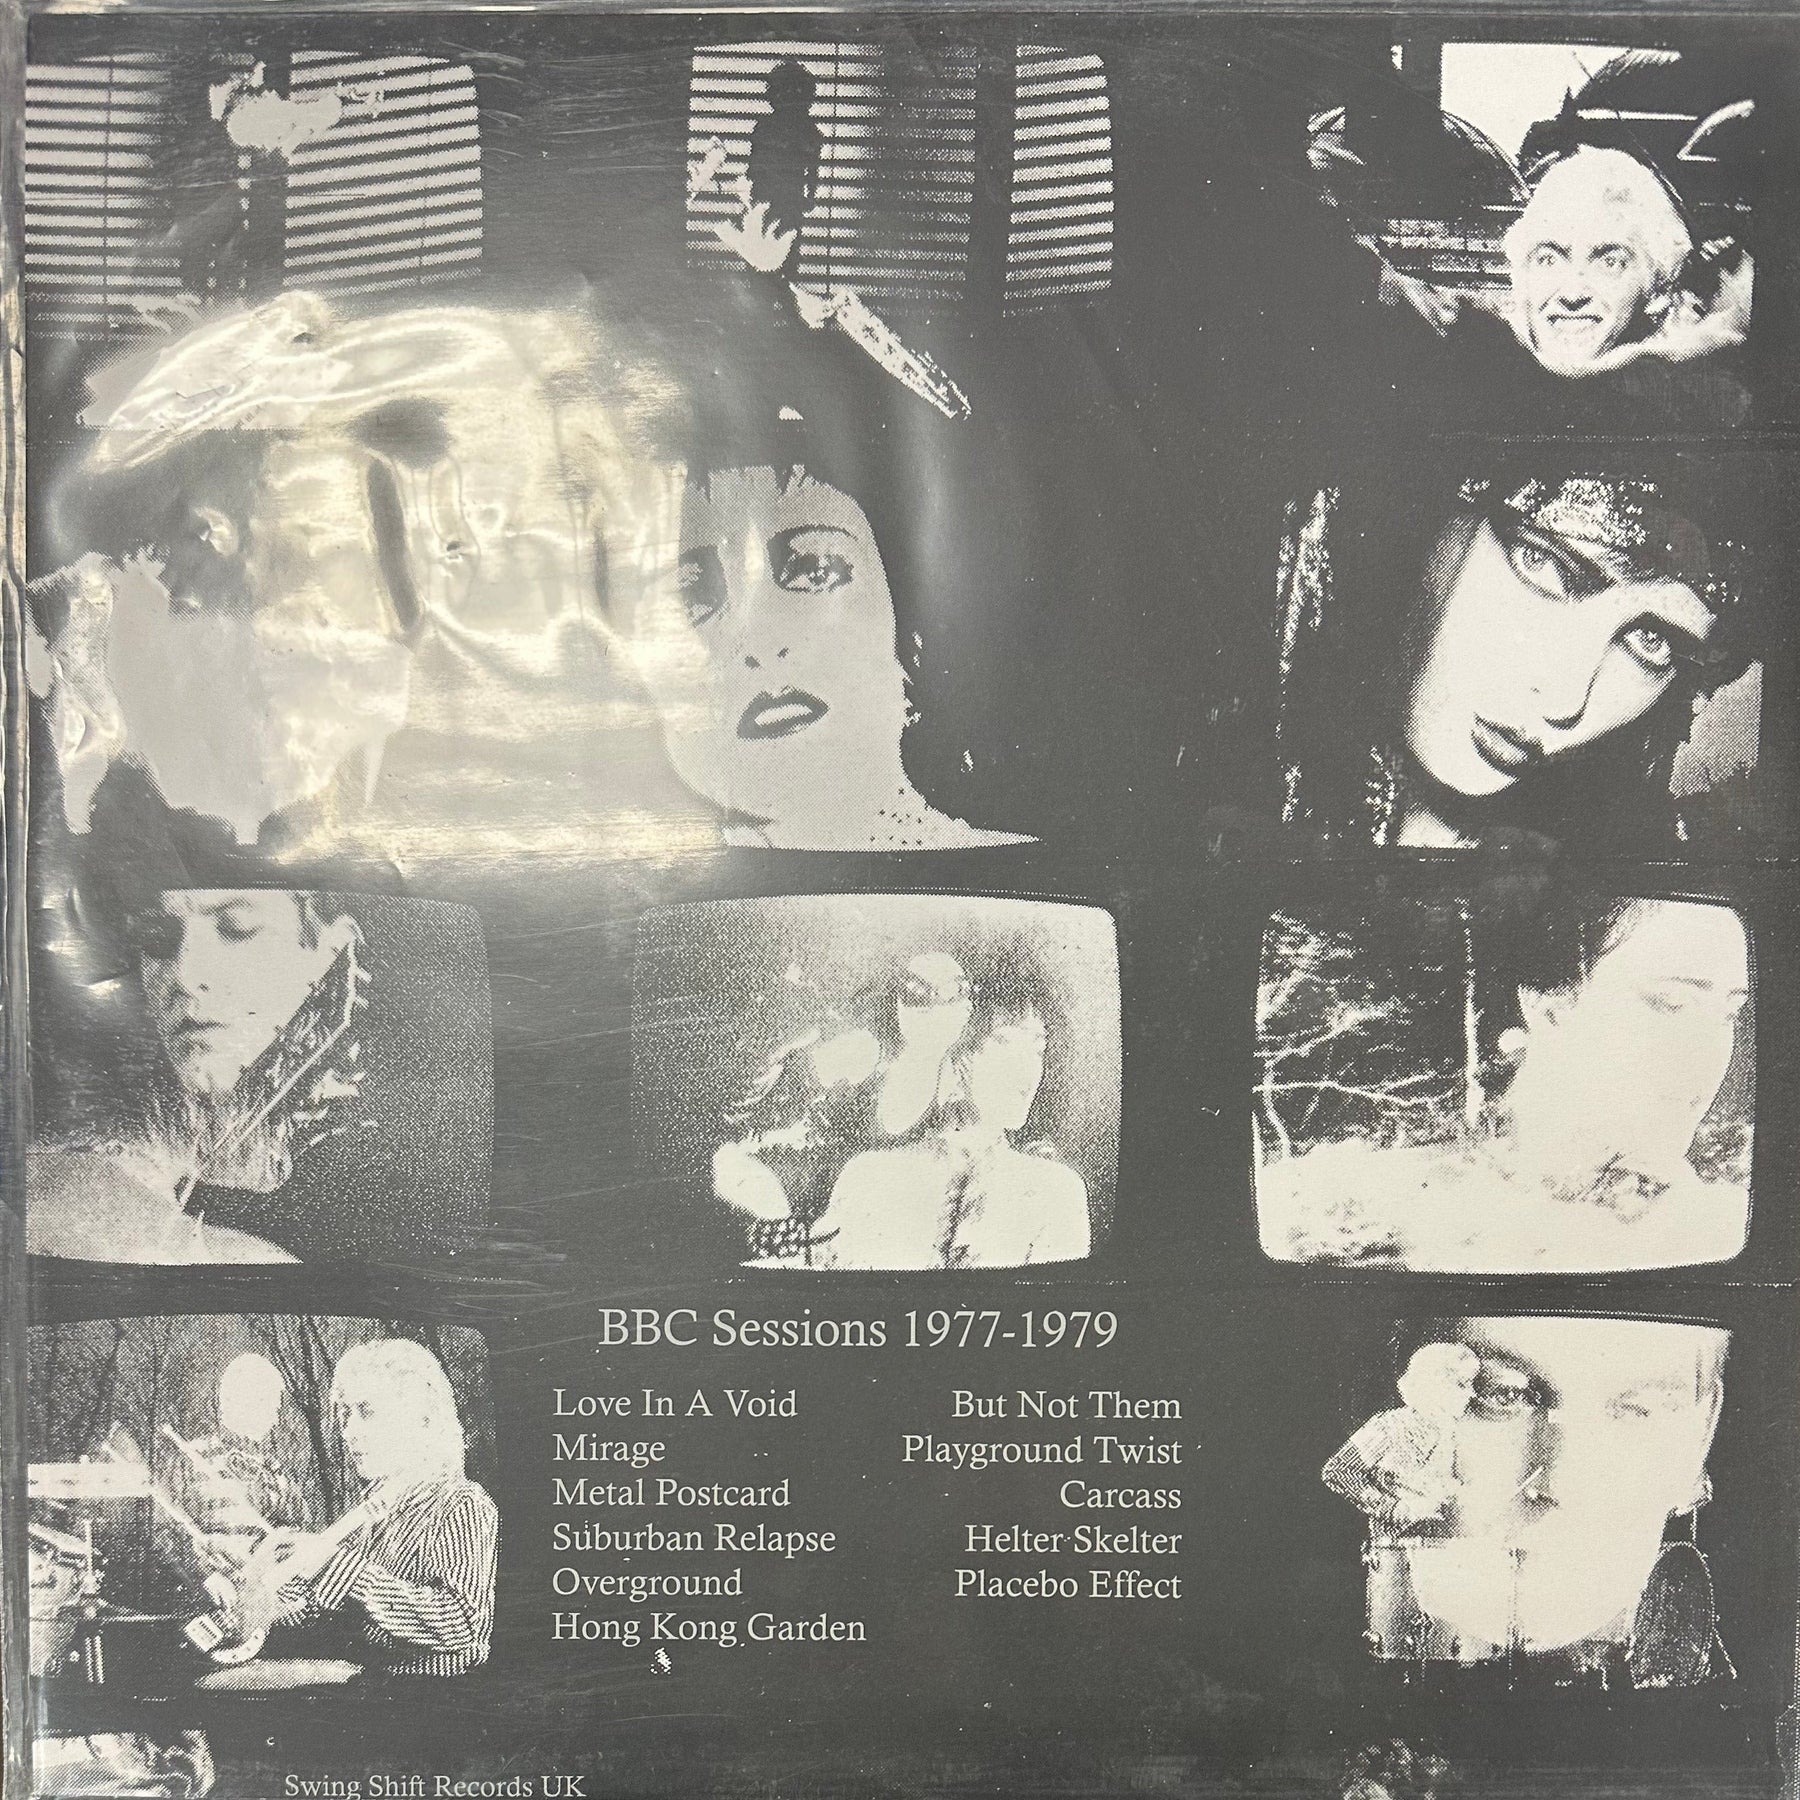 BBC Sessions 1977-1979
Love In A Void
Mirage
Metal Postcard
Suburban Relapse
Overground
Hong Kong Garden
But Not Them
Playground Twist
Carcass
Helter Skelter
Placebo Effect
Swing Shift Records UK